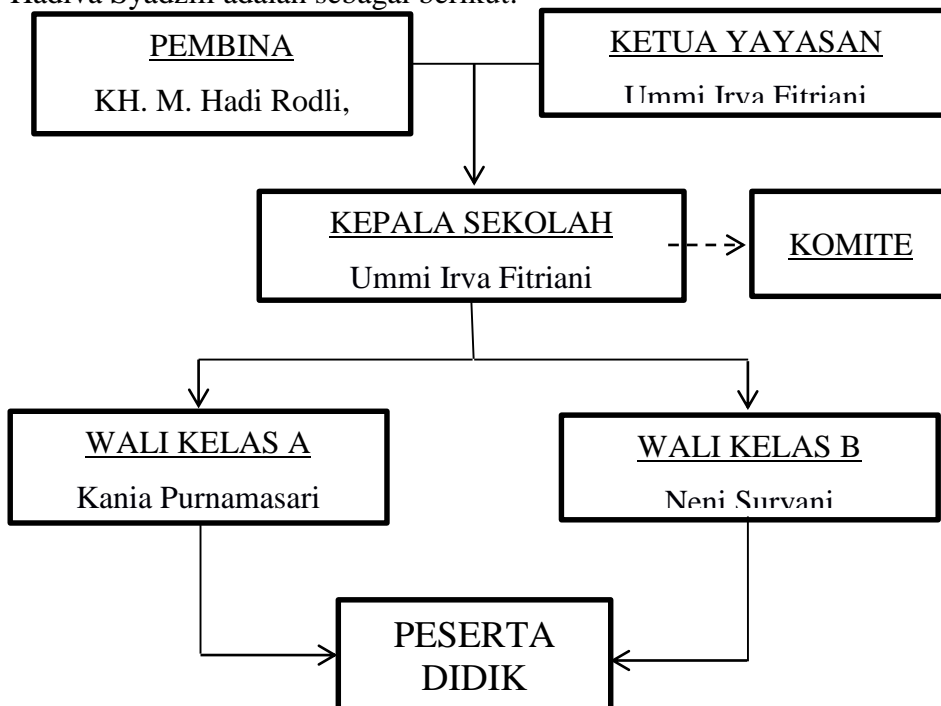 Hadiva Syadzili adalah sebagai berikut:
PEMBINA
KH. M. Hadi Rodli,
KETUA YAYASAN
Ummi Irva Fitriani
KEPALA SEKOLAH
Ummi Irva Fitriani
KOMITE
WALI KELAS A
Kania Purnamasari
WALI KELAS B
Neni Suryani
PESERTA
DIDIK